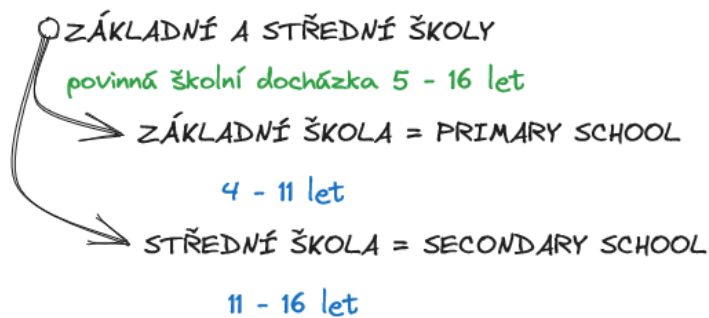 ZÁKLADNÍ A STŘEDNÍ ŠKOLY
povinná školní docházka 5 - 16 let
ZÁKLADNÍ ŠKOLA = PRIMARY SCHOOL
4 - 11 let
STŘEDNÍ ŠKOLA = SECONDARY SCHOOL
11 - 16 let